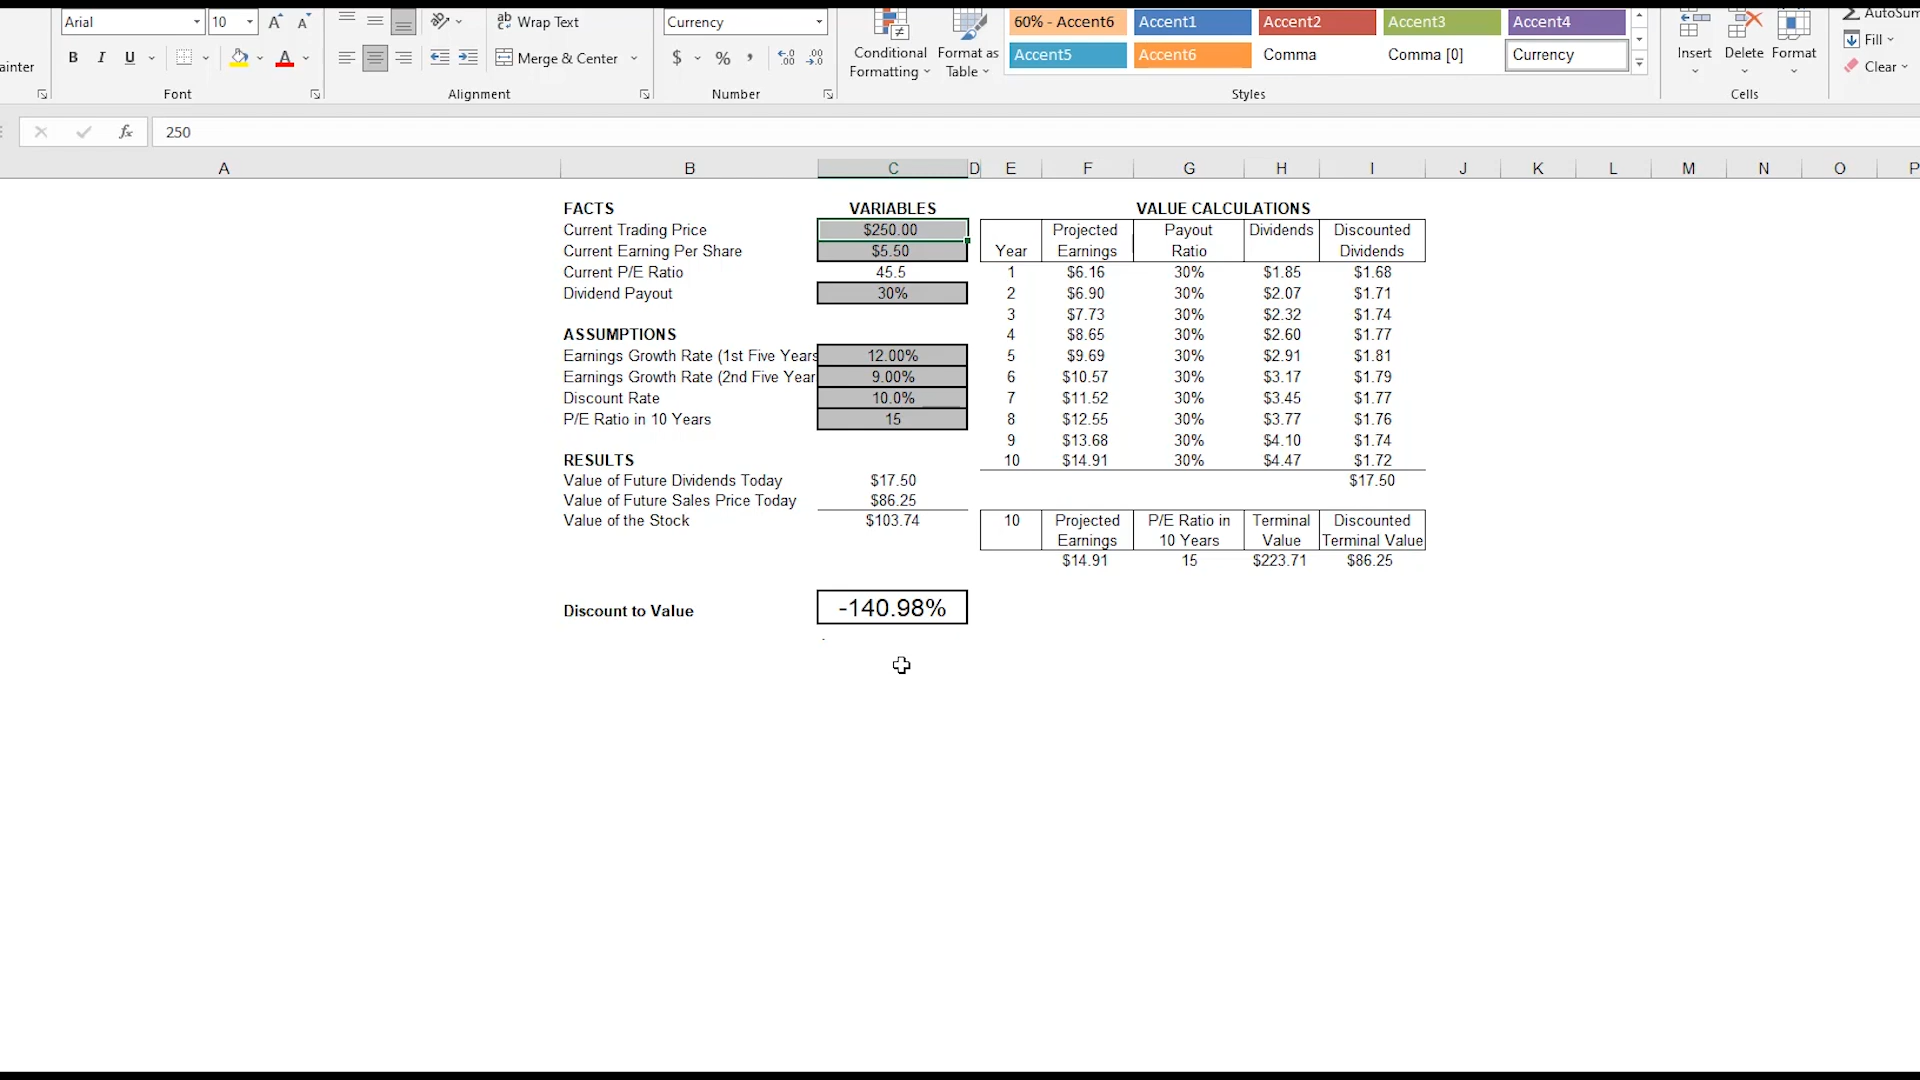 Arial 10 Wrap Text Currency 60% - Accent6 Accent1 Accent2 Accent3 Accent4 AutoSum
ainter B I U Merge & Center $ % , Conditional Formatting Format as Table Accent5 Accent6 Comma Comma [0] Currency Insert Delete Format Fill
Clear
Font Alignment Number Styles Cells
fx 250
A B C D E F G H I J K L M N O P
FACTS VARIABLES VALUE CALCULATIONS
Current Trading Price $250.00 Projected Payout Dividends Discounted
Current Earning Per Share $5.50 Year Earnings Ratio Dividends
Current P/E Ratio 45.5 1 $6.16 30% $1.85 $1.68
Dividend Payout 30% 2 $6.90 30% $2.07 $1.71
3 $7.73 30% $2.32 $1.74
ASSUMPTIONS 4 $8.65 30% $2.60 $1.77
Earnings Growth Rate (1st Five Years 12.00% 5 $9.69 30% $2.91 $1.81
Earnings Growth Rate (2nd Five Year 9.00% 6 $10.57 30% $3.17 $1.79
Discount Rate 10.0% 7 $11.52 30% $3.45 $1.77
P/E Ratio in 10 Years 15 8 $12.55 30% $3.77 $1.76
9 $13.68 30% $4.10 $1.74
RESULTS 10 $14.91 30% $4.47 $1.72
Value of Future Dividends Today $17.50 $17.50
Value of Future Sales Price Today $86.25
Value of the Stock $103.74 10 Projected P/E Ratio in Terminal Discounted
Earnings 10 Years Value Terminal Value
$14.91 15 $223.71 $86.25
Discount to Value -140.98%